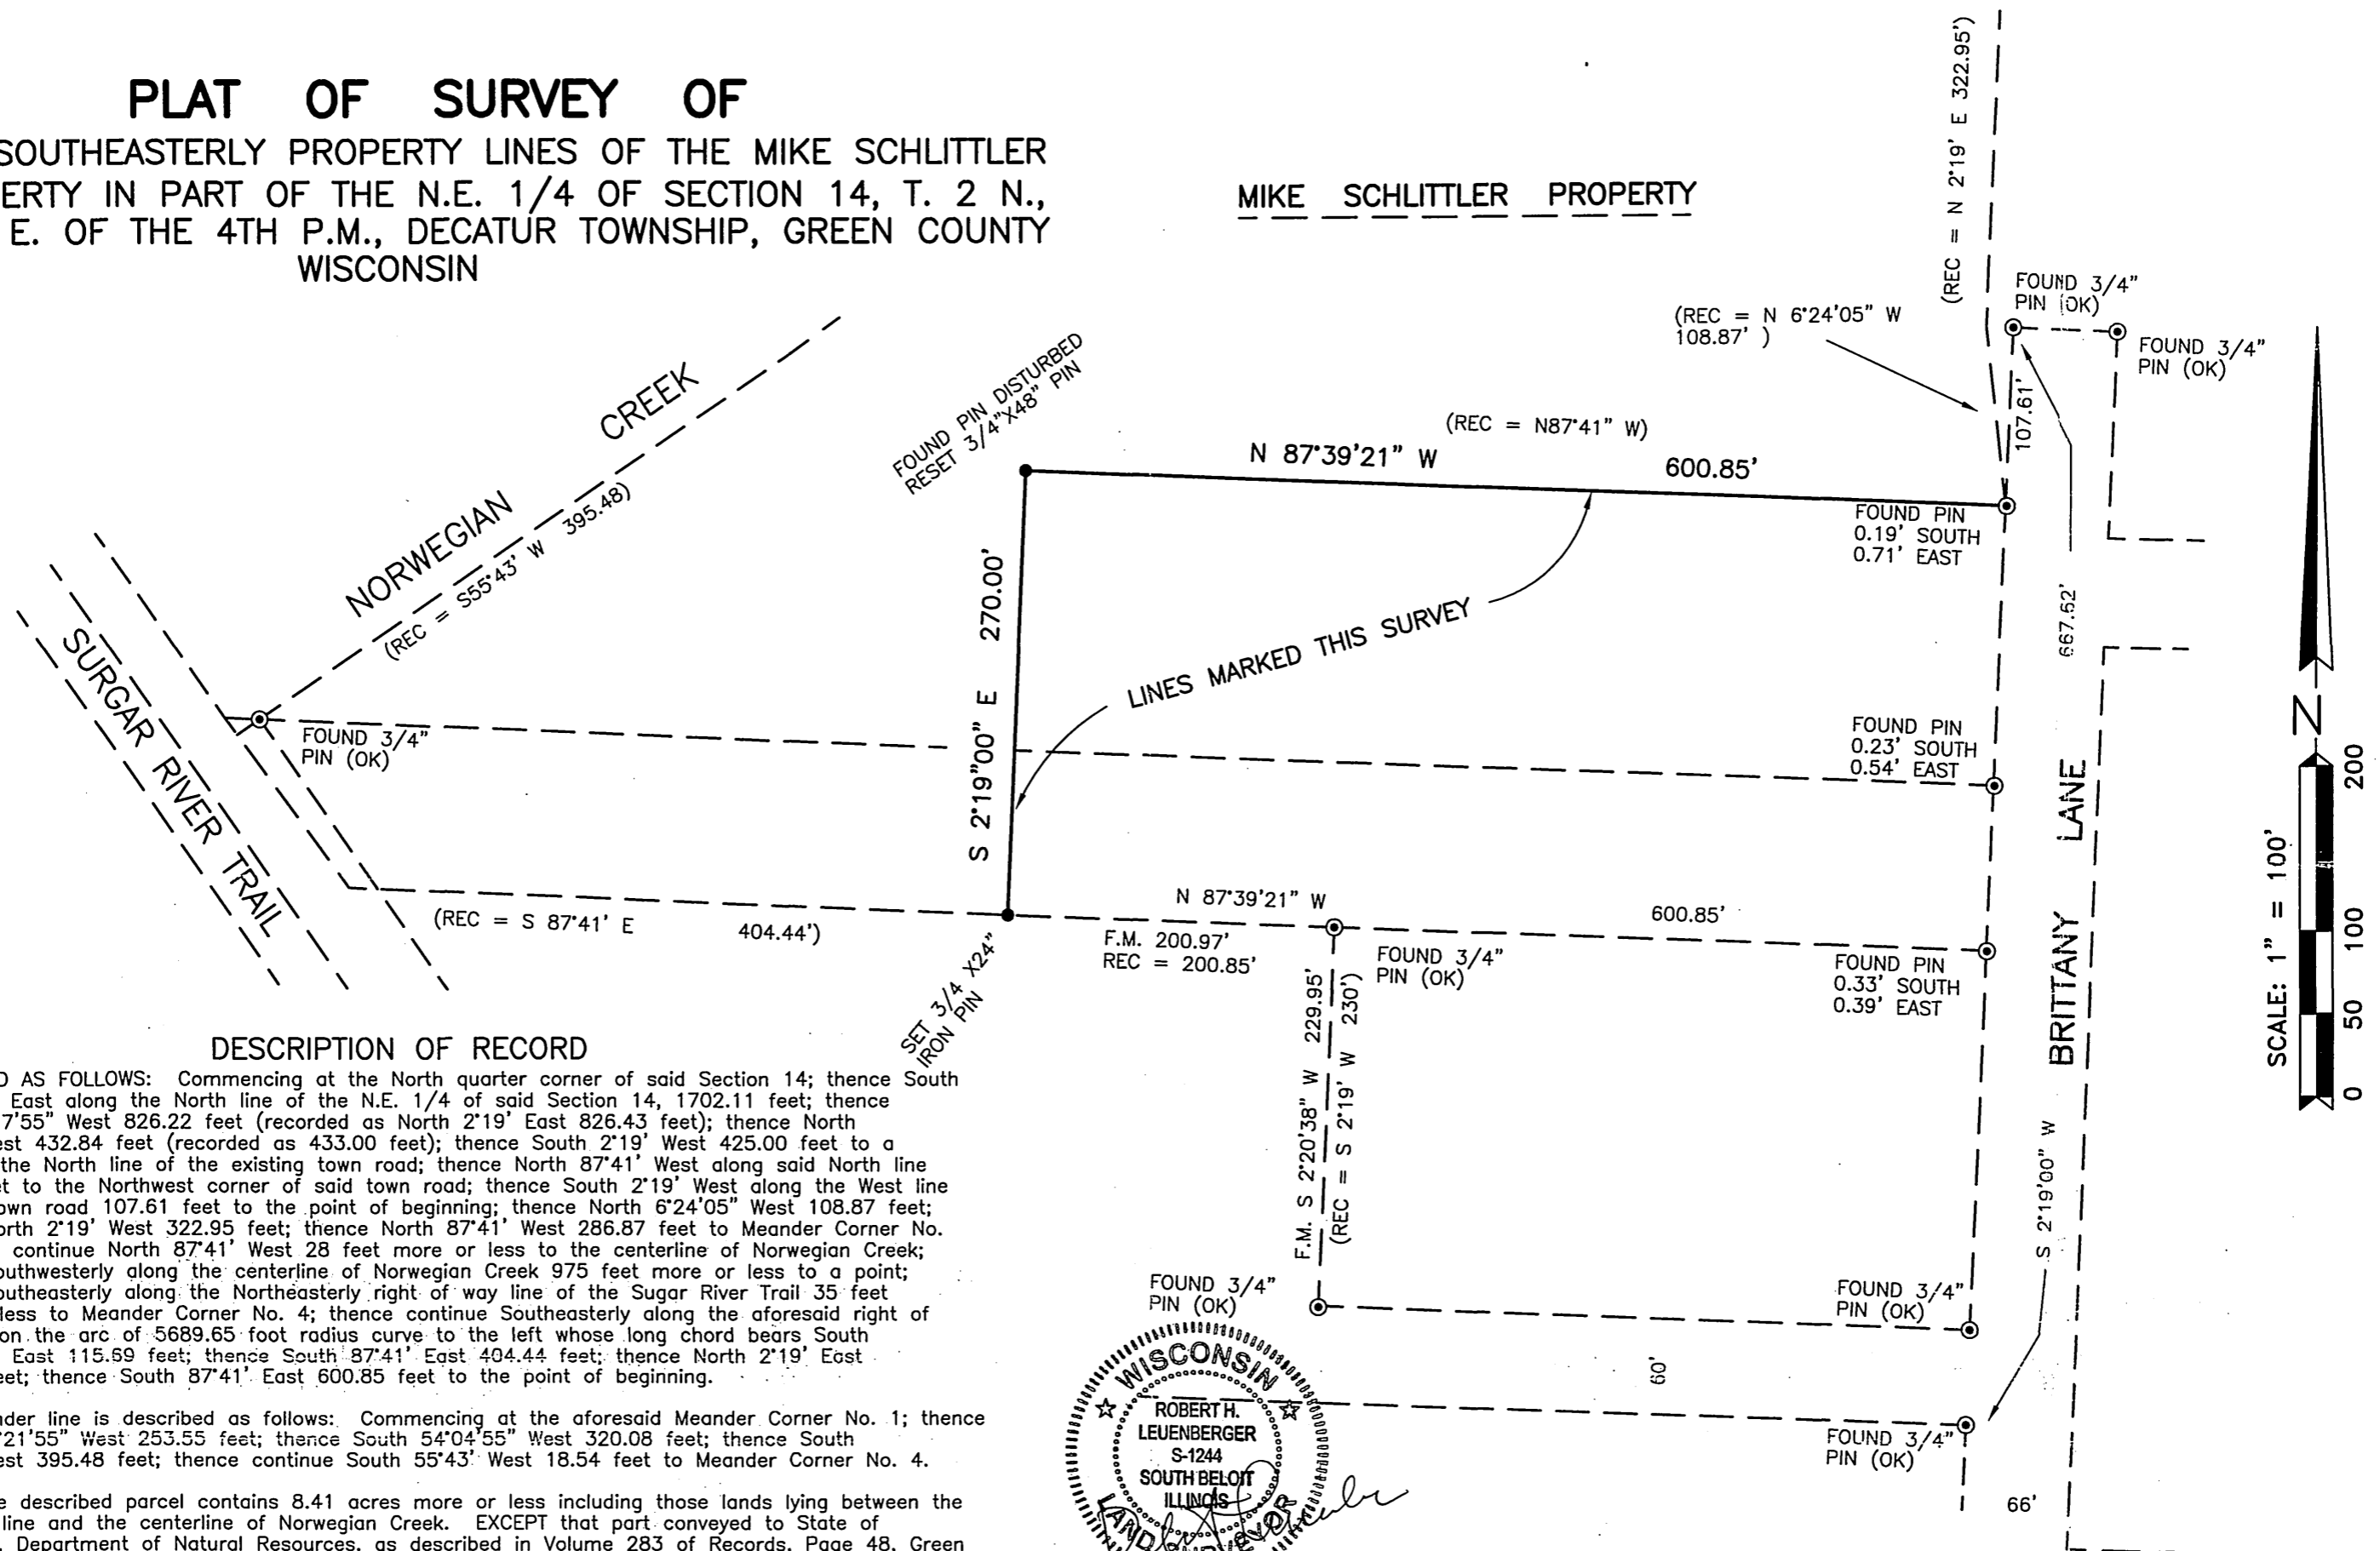 PLAT OF SURVEY OF
SOUTHEASTERLY PROPERTY LINES OF THE MIKE SCHLITTLER
ERTY IN PART OF THE N.E. 1/4 OF SECTION 14, T. 2 N.,
E. OF THE 4TH P.M., DECATUR TOWNSHIP, GREEN COUNTY
WISCONSIN
MIKE SCHLITTLER PROPERTY
(REC = N 2°19' E 322.95')
FOUND 3/4"
PIN (OK)
FOUND 3/4"
PIN (OK)
(REC = N 6°24'05" W
108.87' )
107.61'
NORWEGIAN CREEK
(REC = S55°43' W 395.48)
FOUND PIN DISTURBED
RESET 3/4"X48" PIN
(REC = N87°41" W)
N 87°39'21" W 600.85'
FOUND PIN
0.19' SOUTH
0.71' EAST
270.00'
S 2°19"00" E
LINES MARKED THIS SURVEY
667.62'
SURGAR RIVER TRAIL
FOUND 3/4"
PIN (OK)
FOUND PIN
0.23' SOUTH
0.54' EAST
N
BRITTANY LANE
SCALE: 1" = 100'
0 50 100 200
(REC = S 87°41' E 404.44')
N 87°39'21" W
600.85'
F.M. 200.97'
REC = 200.85'
FOUND 3/4"
PIN (OK)
FOUND PIN
0.33' SOUTH
0.39' EAST
SET 3/4 X24"
IRON PIN
F.M. S 2°20'38" W 229.95'
(REC = S 2°19' W 230')
S 2°19'00" W
FOUND 3/4"
PIN (OK)
FOUND 3/4"
PIN (OK)
60'
FOUND 3/4"
PIN (OK)
66'
DESCRIPTION OF RECORD
D AS FOLLOWS: Commencing at the North quarter corner of said Section 14; thence South
East along the North line of the N.E. 1/4 of said Section 14, 1702.11 feet; thence
7'55" West 826.22 feet (recorded as North 2°19' East 826.43 feet); thence North
est 432.84 feet (recorded as 433.00 feet); thence South 2°19' West 425.00 feet to a
the North line of the existing town road; thence North 87°41' West along said North line
et to the Northwest corner of said town road; thence South 2°19' West along the West line
own road 107.61 feet to the point of beginning; thence North 6°24'05" West 108.87 feet;
orth 2°19' West 322.95 feet; thence North 87°41' West 286.87 feet to Meander Corner No.
continue North 87°41' West 28 feet more or less to the centerline of Norwegian Creek;
outhwesterly along the centerline of Norwegian Creek 975 feet more or less to a point;
outheasterly along the Northeasterly right of way line of the Sugar River Trail 35 feet
less to Meander Corner No. 4; thence continue Southeasterly along the aforesaid right of
on the arc of 5689.65 foot radius curve to the left whose long chord bears South
East 115.59 feet; thence South 87°41' East 404.44 feet; thence North 2°19' East
eet; thence South 87°41' East 600.85 feet to the point of beginning.
nder line is described as follows: Commencing at the aforesaid Meander Corner No. 1; thence
°21'55" West 253.55 feet; thence South 54°04'55" West 320.08 feet; thence South
est 395.48 feet; thence continue South 55°43' West 18.54 feet to Meander Corner No. 4.
e described parcel contains 8.41 acres more or less including those lands lying between the
line and the centerline of Norwegian Creek. EXCEPT that part conveyed to State of
Department of Natural Resources, as described in Volume 283 of Records, Page 48, Green
WISCONSIN
ROBERT H.
LEUENBERGER
S-1244
SOUTH BELOIT
ILLINOIS
LAND SURVEYOR